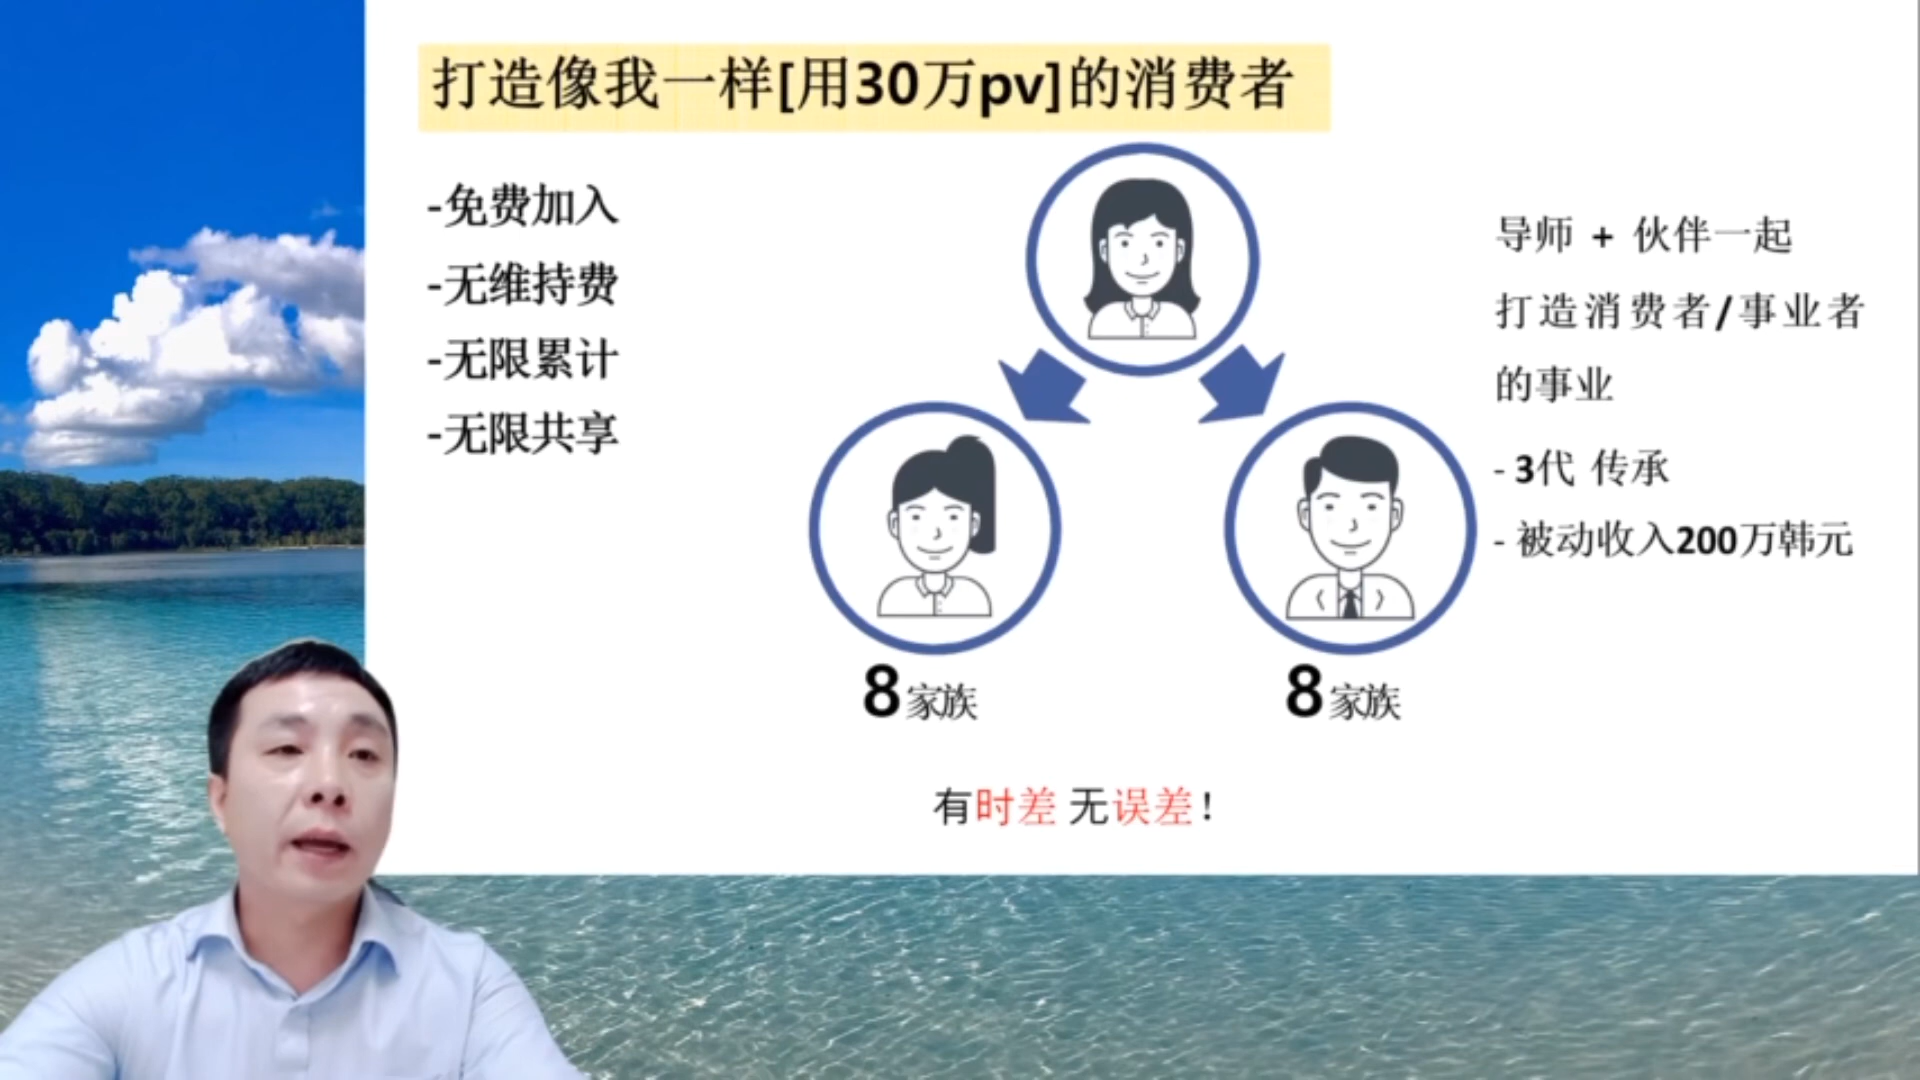 打造像我一样[用30万pv]的消费者
-免费加入
-无维持费
-无限累计
-无限共享
导师 + 伙伴一起
打造消费者/事业者
的事业
- 3代 传承
- 被动收入200万韩元
8家族
8家族
有时差 无误差!